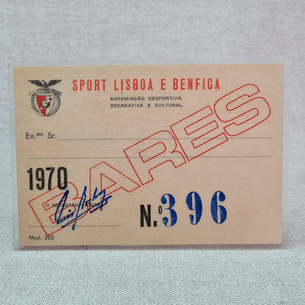 SPORT LISBOA E BENFICA
AGREMIAÇÃO DESPORTIVA,
RECREATIVA E CULTURAL
Ex.mo Sr.
BARES
1970
N.º 396
Mod. 222